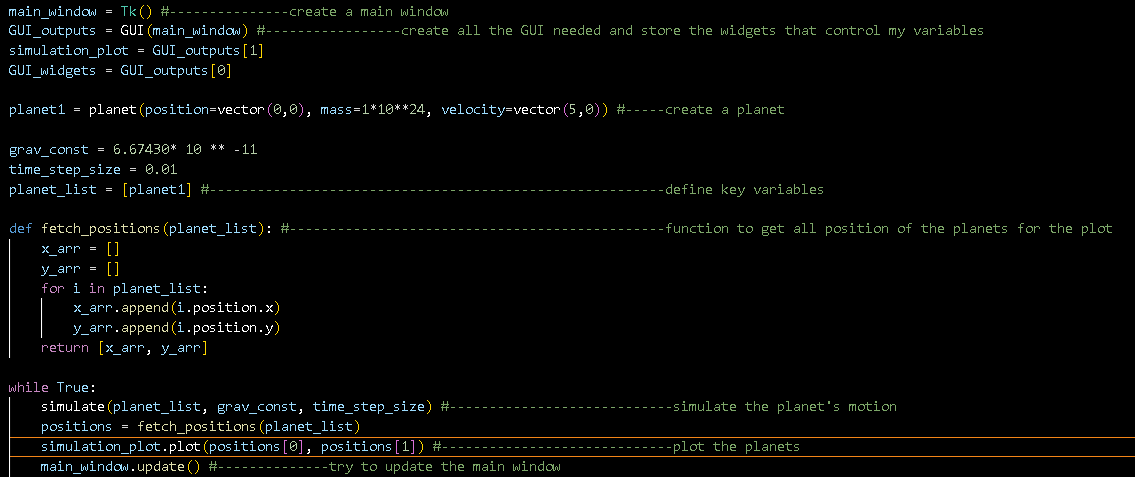 main_window = Tk() #---------------create a main window
GUI_outputs = GUI(main_window) #-----------------create all the GUI needed and store the widgets that control my variables
simulation_plot = GUI_outputs[1]
GUI_widgets = GUI_outputs[0]
planet1 = planet(position=vector(0,0), mass=1*10**24, velocity=vector(5,0)) #-----create a planet
grav_const = 6.67430* 10 ** -11
time_step_size = 0.01
planet_list = [planet1] #---------------------------------------------------------define key variables
def fetch_positions(planet_list): #-----------------------------------------------function to get all position of the planets for the plot
    x_arr = []
    y_arr = []
    for i in planet_list:
        x_arr.append(i.position.x)
        y_arr.append(i.position.y)
    return [x_arr, y_arr]
while True:
    simulate(planet_list, grav_const, time_step_size) #----------------------------simulate the planet's motion
    positions = fetch_positions(planet_list)
    simulation_plot.plot(positions[0], positions[1]) #-----------------------------plot the planets
    main_window.update() #--------------try to update the main window